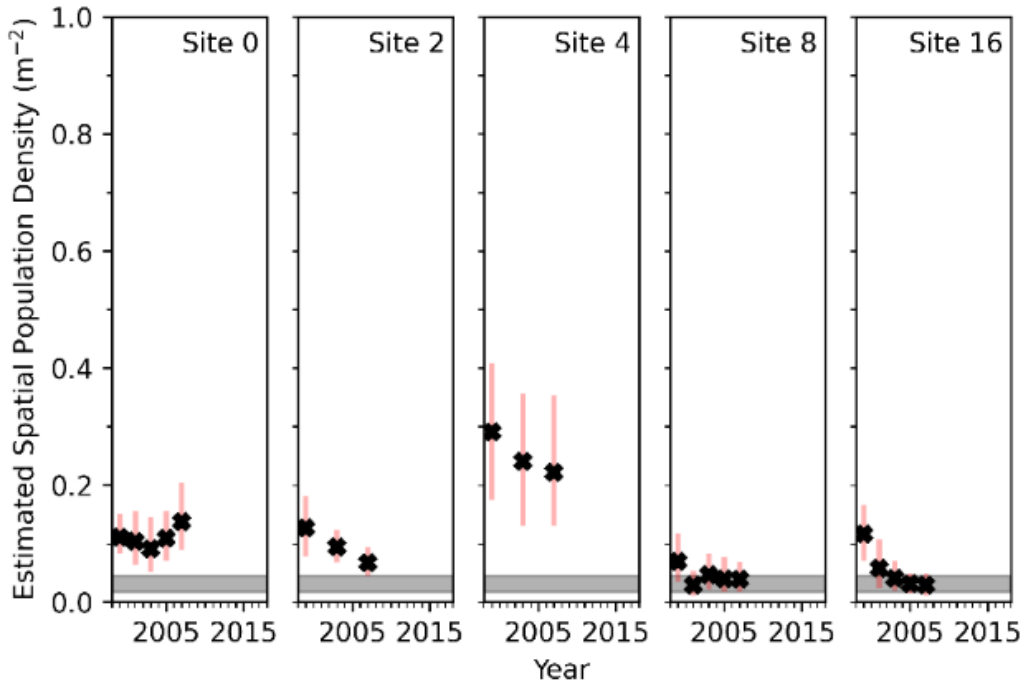 Estimated Spatial Population Density (m⁻²)
1.0
0.8
0.6
0.4
0.2
0.0
Site 0
Site 2
Site 4
Site 8
Site 16
2005 2015
2005 2015
2005 2015
2005 2015
2005 2015
Year